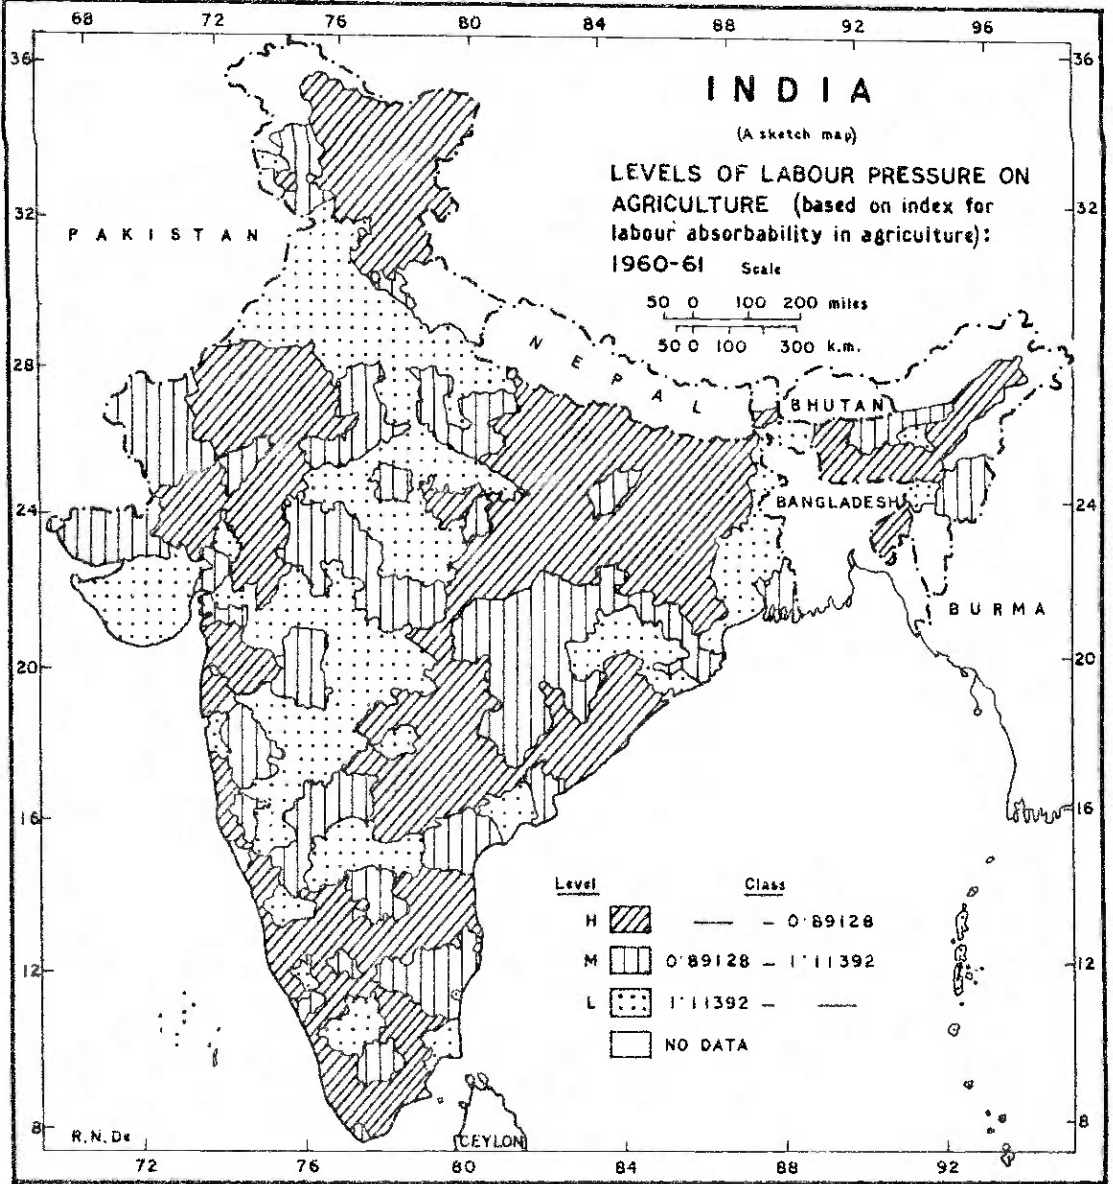 68 72 76 80 84 88 92 96
36 36
INDIA
(A sketch map)
LEVELS OF LABOUR PRESSURE ON
AGRICULTURE (based on index for
labour absorbability in agriculture):
1960-61 Scale
50 0 100 200 miles
50 0 100 300 k.m.
32 32
PAKISTAN
28 28
NEPAL
BHUTAN
BANGLADESH
24 24
BURMA
20 20
16 16
Level Class
H — - 0·89128
M 0·89128 - 1·11392
L 1·11392 - —
NO DATA
12 12
8 8
R.N.De
CEYLON
72 76 80 84 88 92